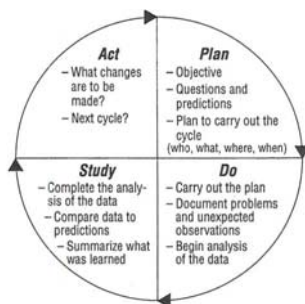 Act
– What changes
are to be
made?
– Next cycle?
Plan
– Objective
– Questions and
predictions
– Plan to carry out the
cycle
(who, what, where, when)
Study
– Complete the analy-
sis of the data
– Compare data to
predictions
– Summarize what
was learned
Do
– Carry out the plan
– Document problems
and unexpected
observations
– Begin analysis
of the data